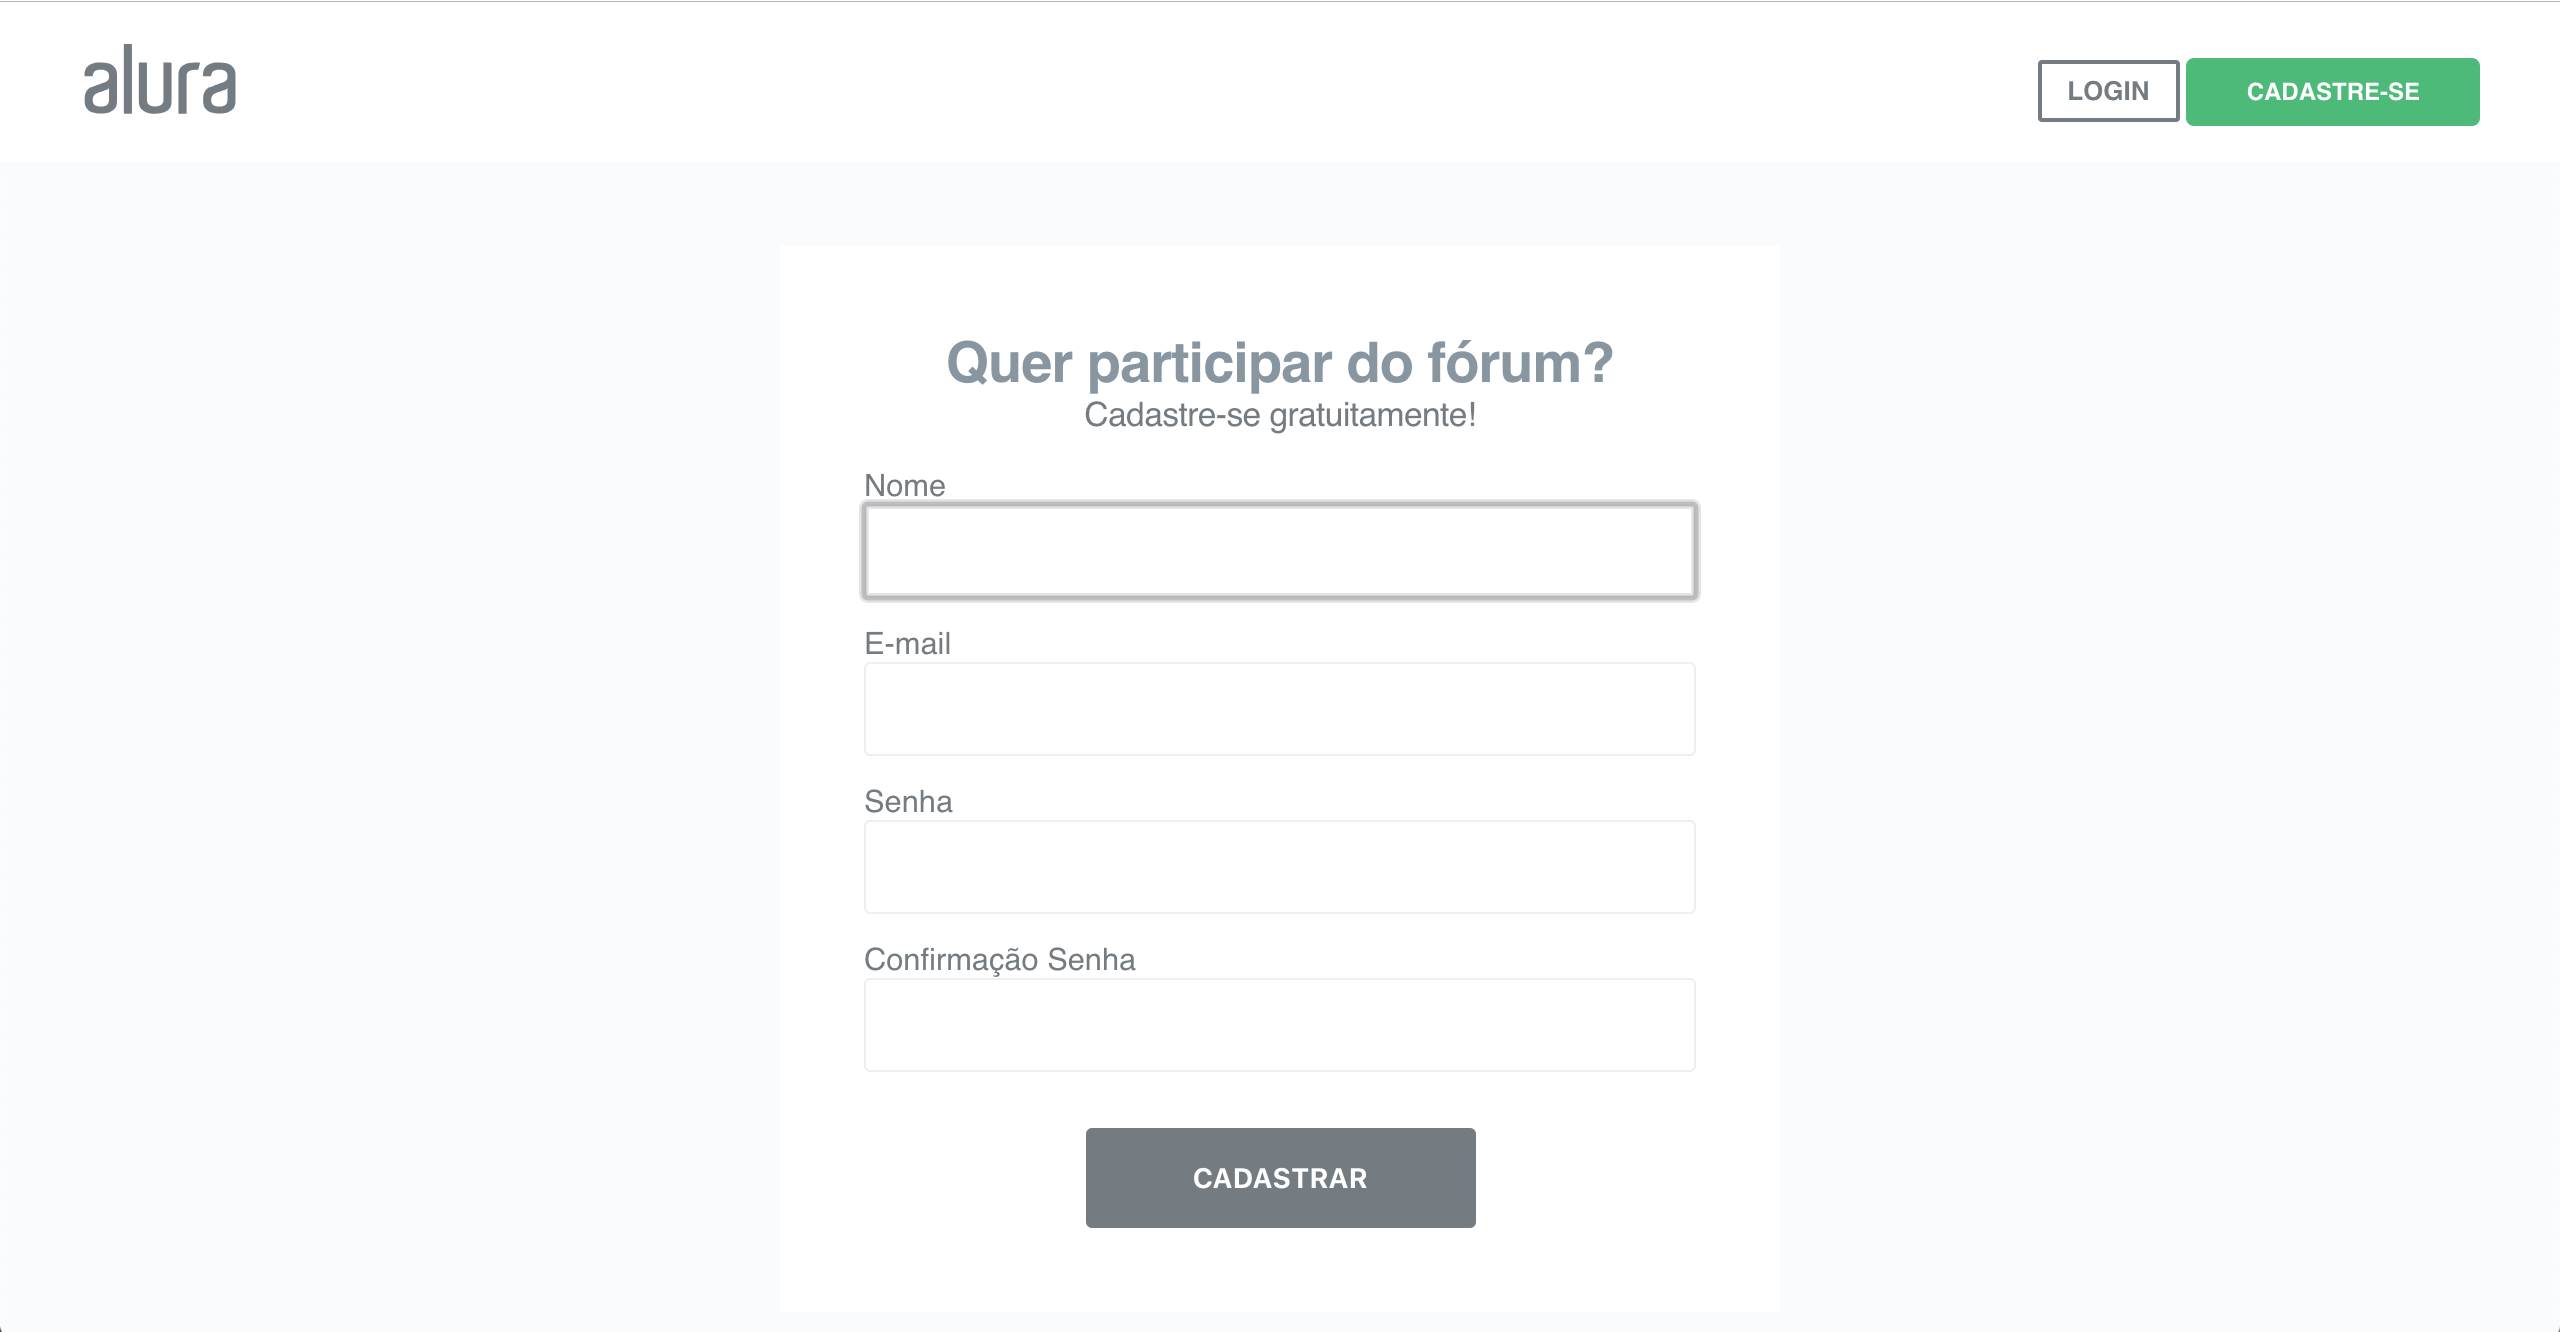 alura
LOGIN
CADASTRE-SE
Quer participar do fórum?
Cadastre-se gratuitamente!
Nome
E-mail
Senha
Confirmação Senha
CADASTRAR